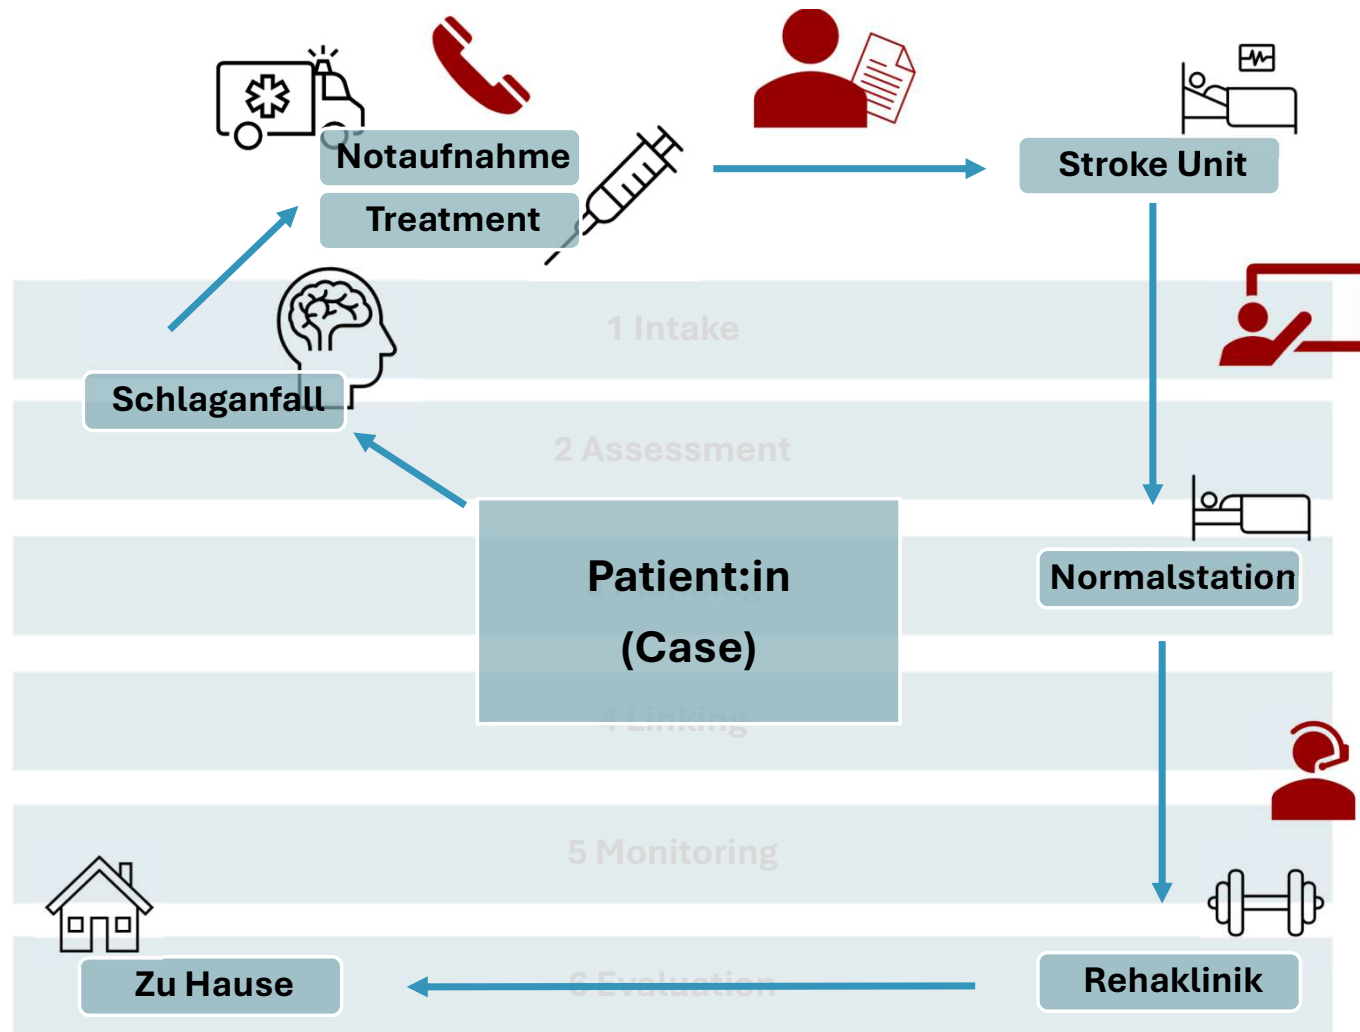 Notaufnahme
Treatment
Stroke Unit
1 Intake
Schlaganfall
2 Assessment
Patient:in
(Case)
Normalstation
4 Linking
5 Monitoring
Zu Hause
6 Evaluation
Rehaklinik